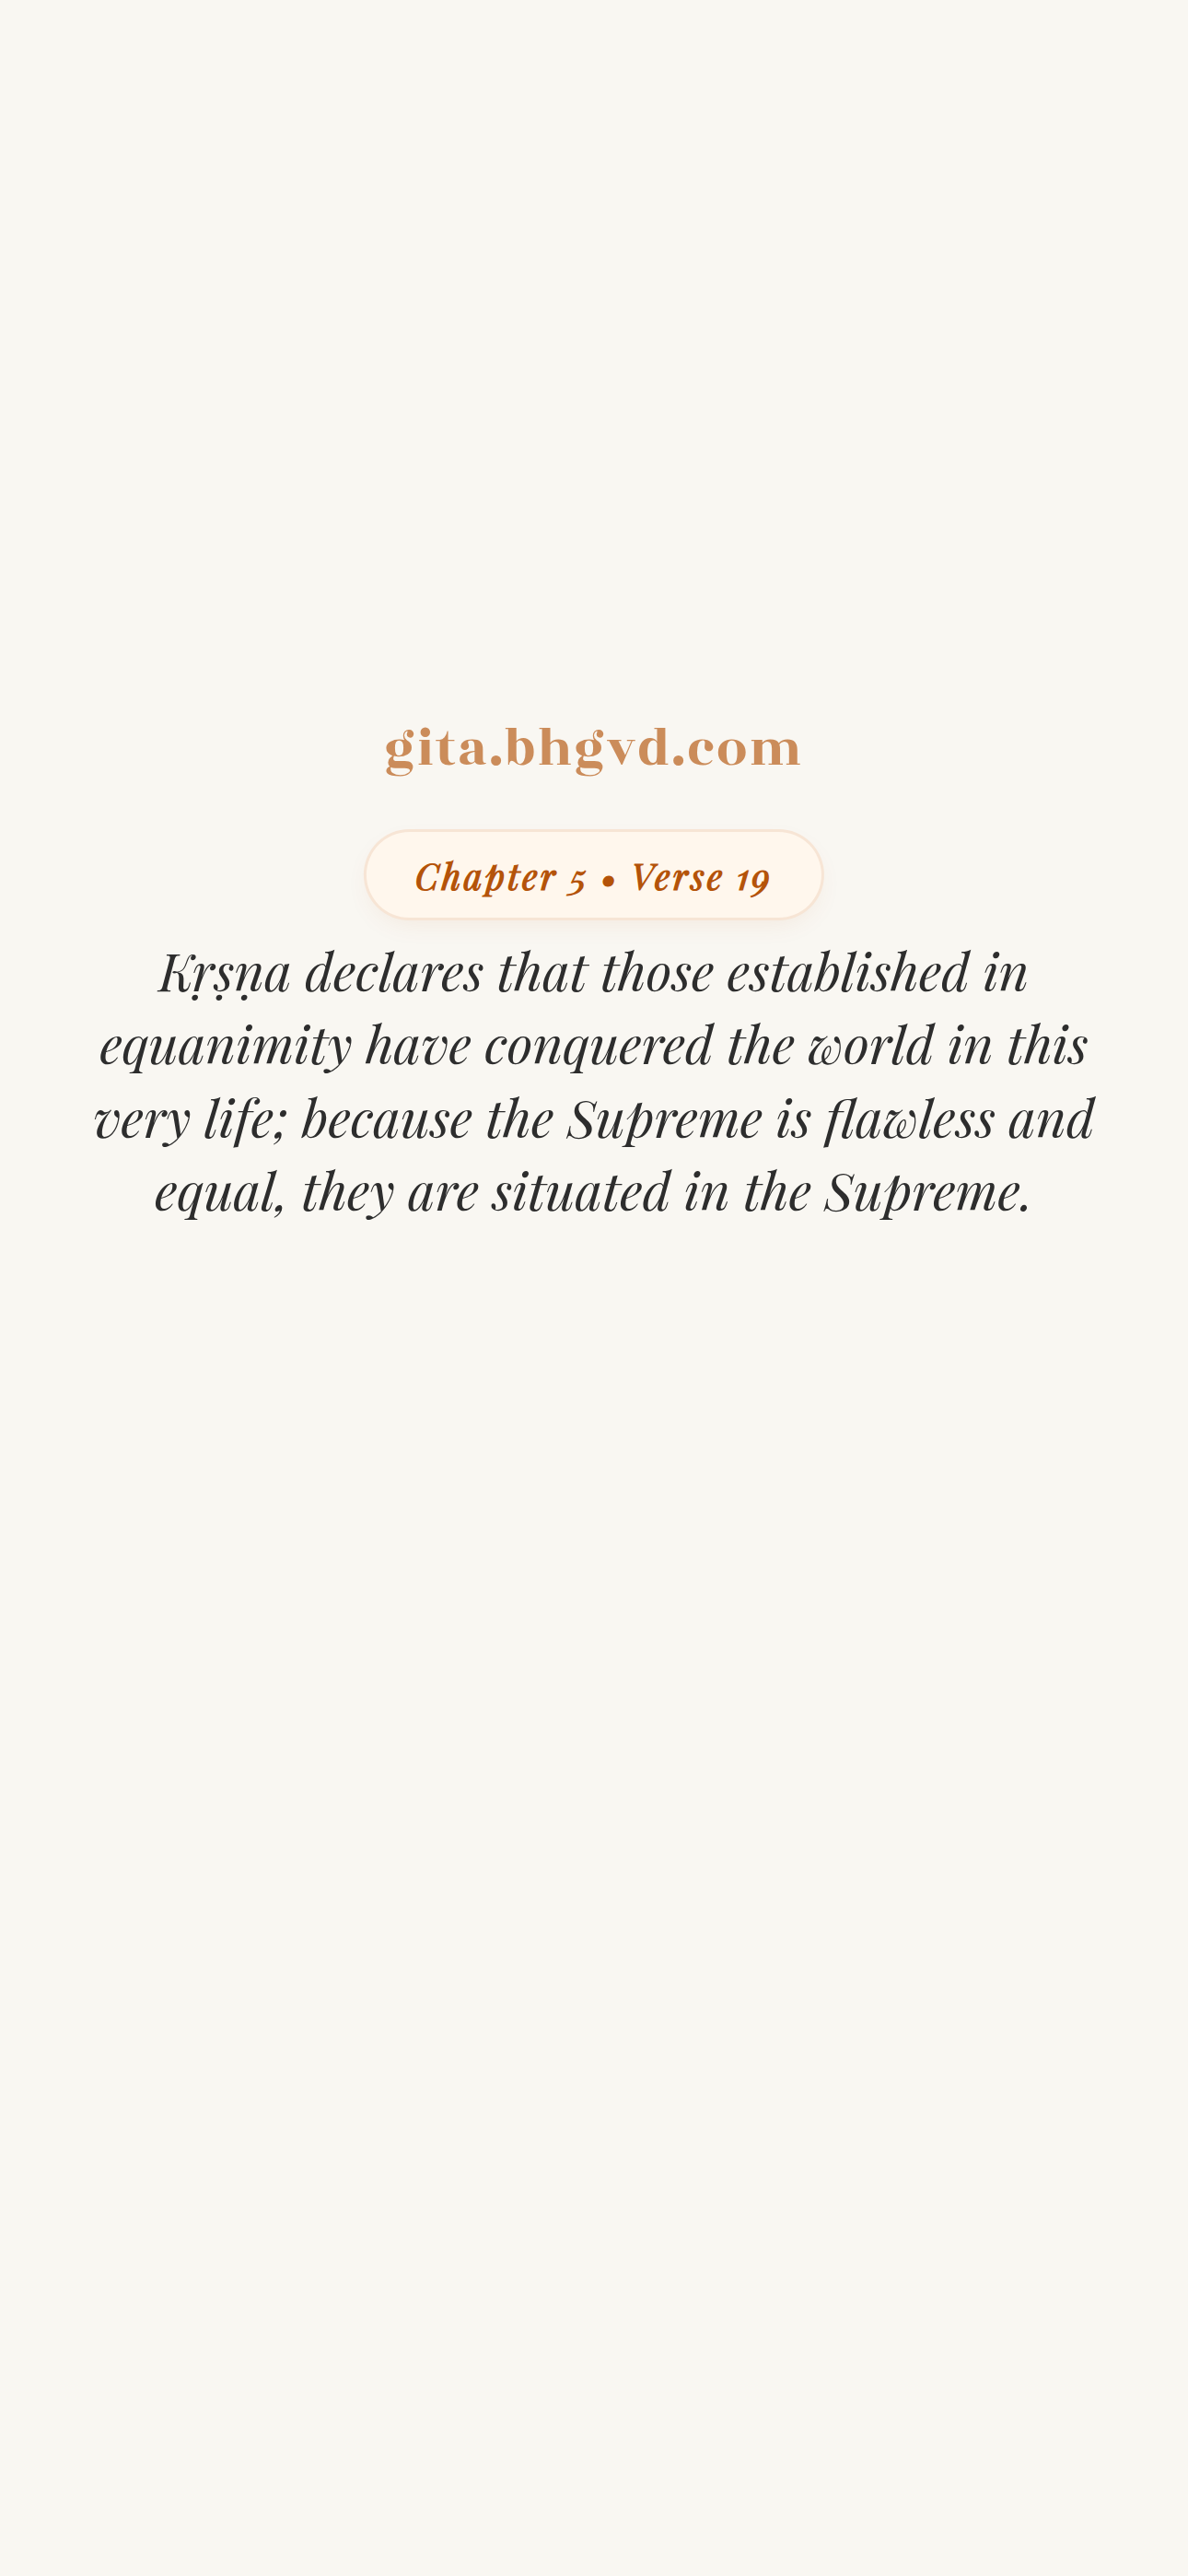 gita.bhgvd.com
Chapter 5 • Verse 19
Kṛṣṇa declares that those established in
equanimity have conquered the world in this
very life; because the Supreme is flawless and
equal, they are situated in the Supreme.